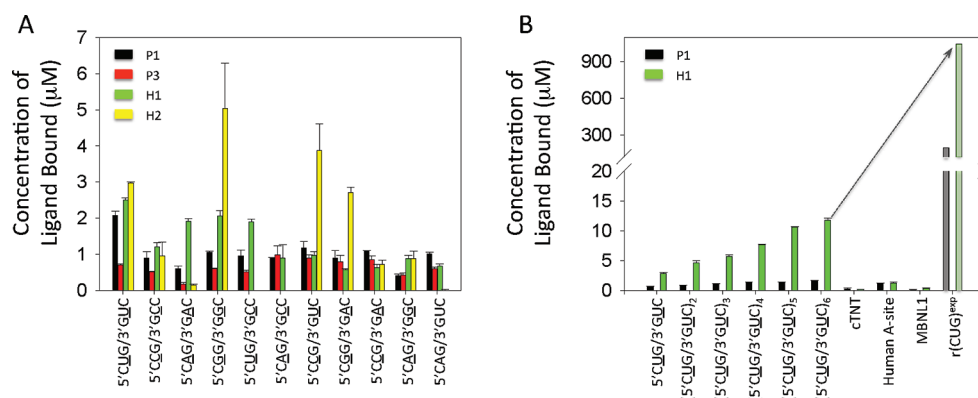 A
Concentration of
Ligand Bound (μM)
7
6
5
4
3
2
1
0
P1
P3
H1
H2
5'CUG/3'GUC
5'CCG/3'GCC
5'CAG/3'GAC
5'CGG/3'GGC
5'CUG/3'GCC
5'CAG/3'GCC
5'CCG/3'GUC
5'CGG/3'GAC
5'CAG/3'GGC
5'CAG/3'GUC
B
Concentration of
Ligand Bound (μM)
900
600
300
20
15
10
5
0
P1
H1
5'CUG/3'GUC
5'(CUG/3'GUC)2
5'(CUG/3'GUC)3
5'(CUG/3'GUC)4
5'(CUG/3'GUC)5
5'(CUG/3'GUC)6
cTNT
Human A-site
MBNL1
r(CUG)exp